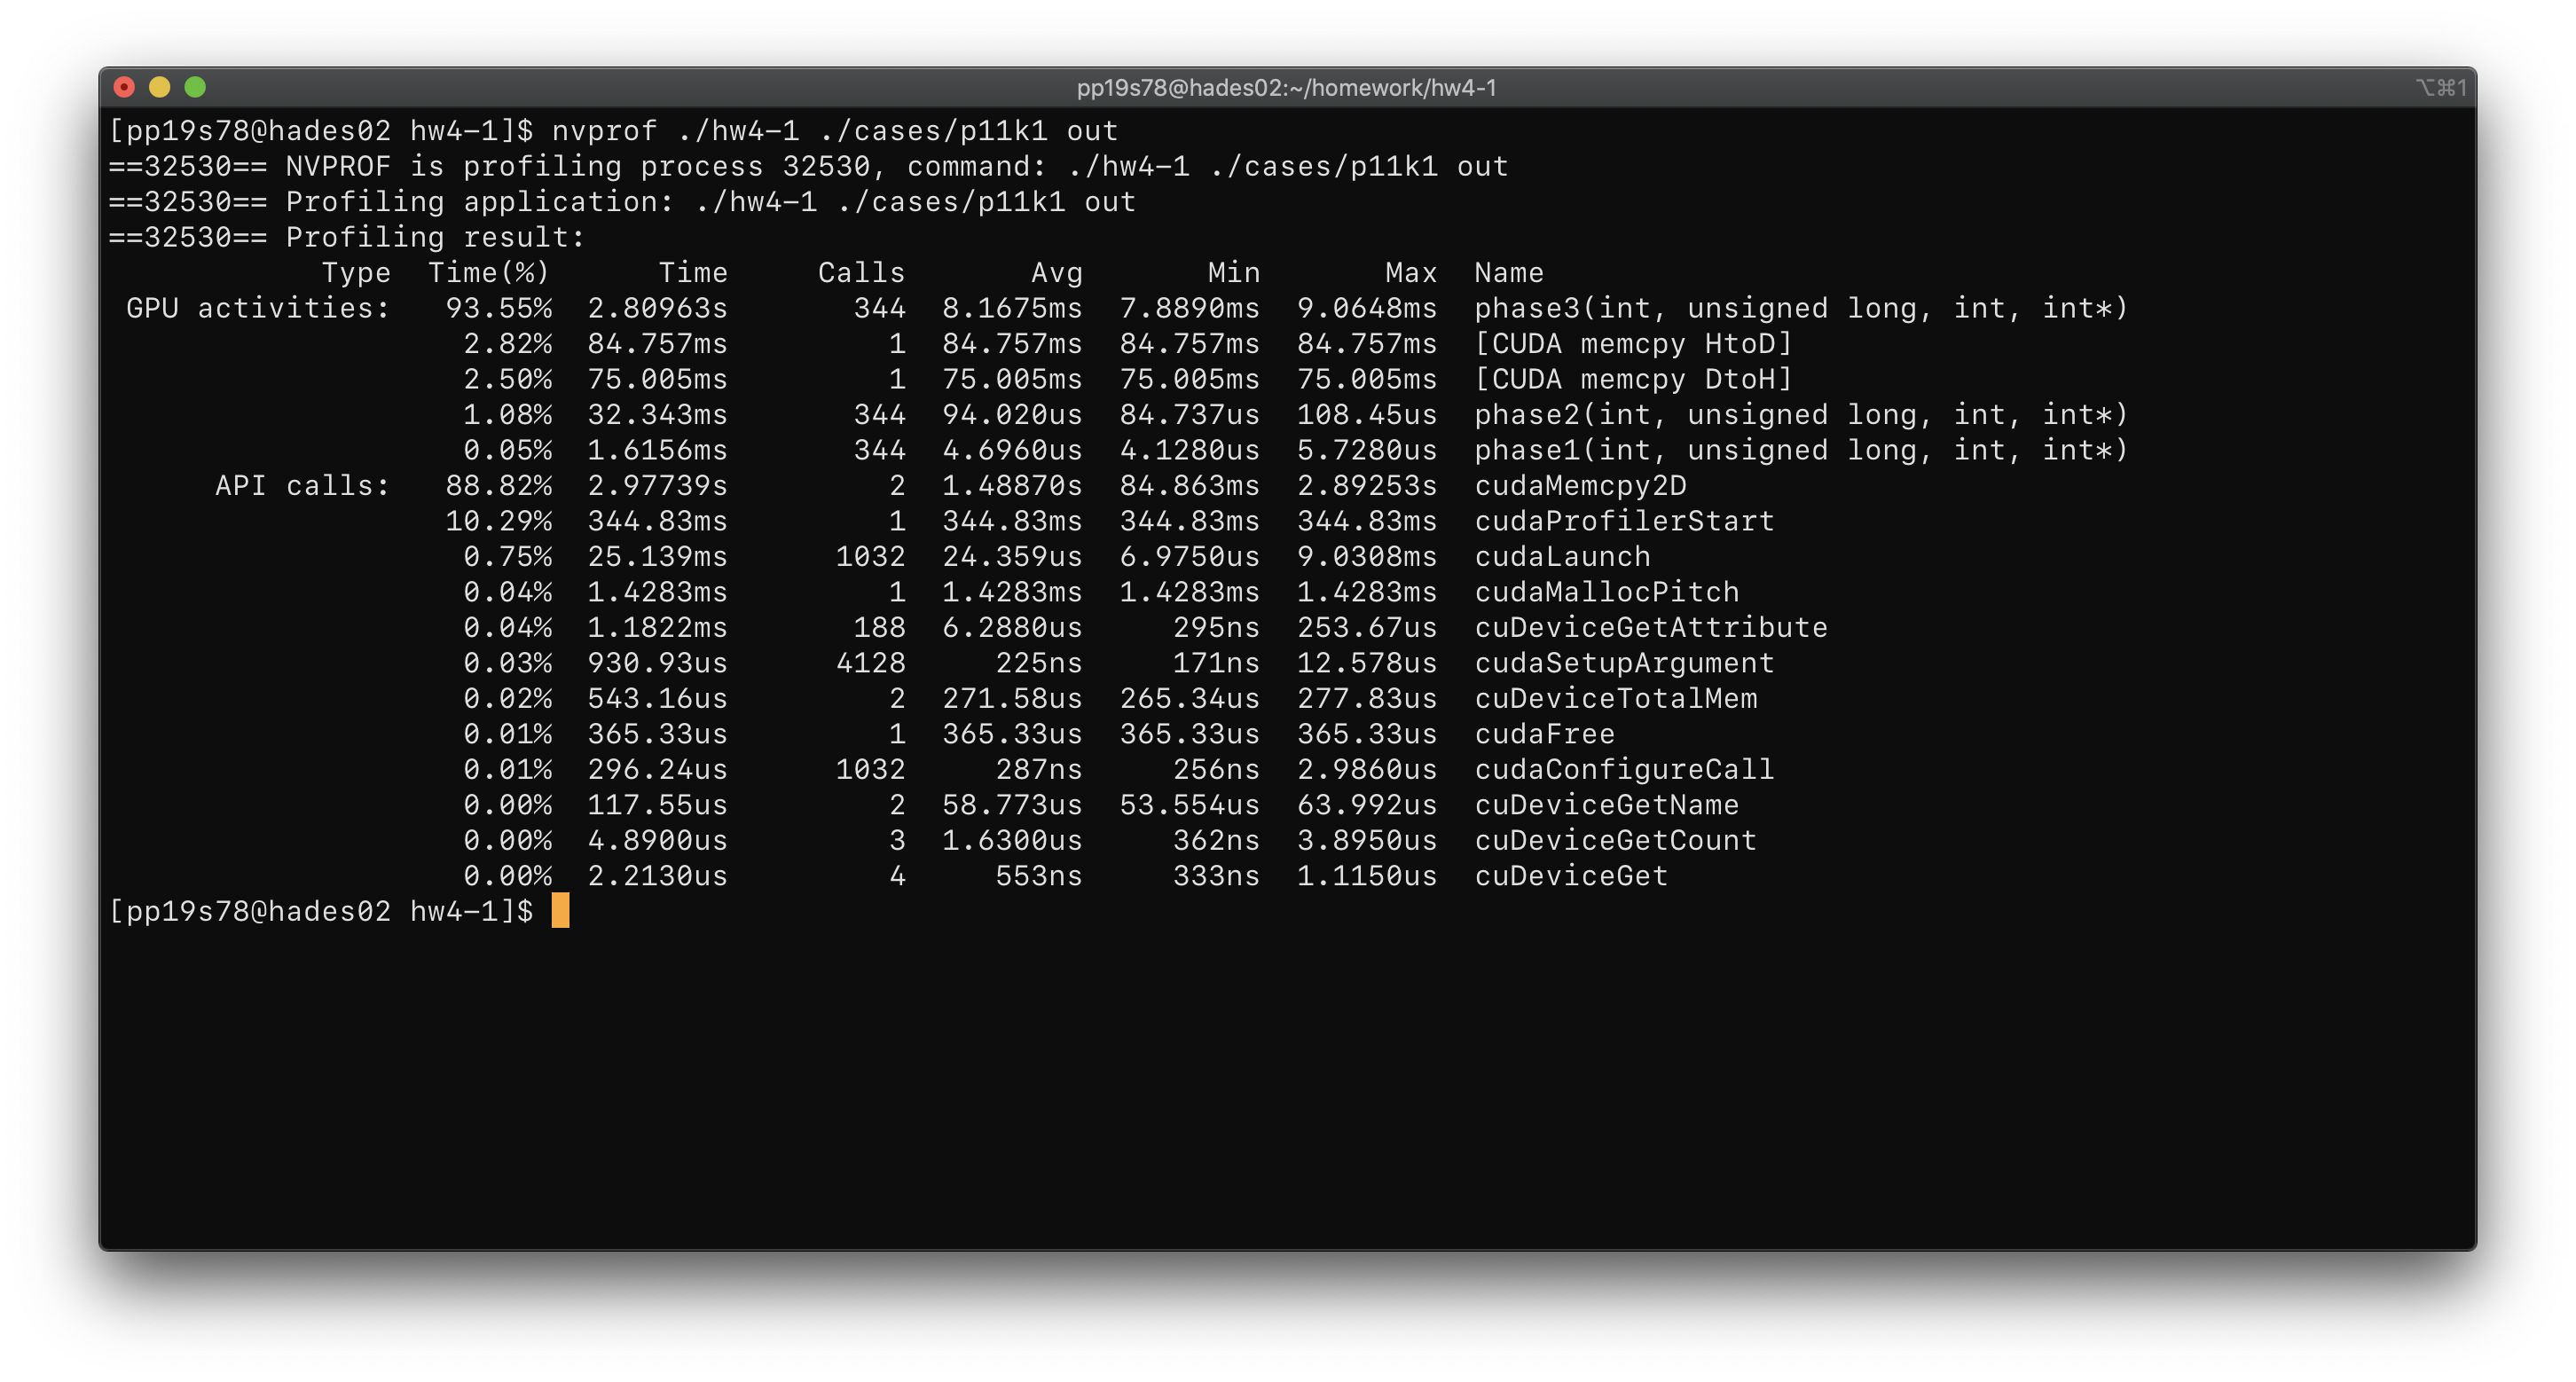 pp19s78@hades02:~/homework/hw4-1
⌥⌘1
[pp19s78@hades02 hw4-1]$ nvprof ./hw4-1 ./cases/p11k1 out
==32530== NVPROF is profiling process 32530, command: ./hw4-1 ./cases/p11k1 out
==32530== Profiling application: ./hw4-1 ./cases/p11k1 out
==32530== Profiling result:
Type Time(%) Time Calls Avg Min Max Name
GPU activities: 93.55% 2.80963s 344 8.1675ms 7.8890ms 9.0648ms phase3(int, unsigned long, int, int*)
2.82% 84.757ms 1 84.757ms 84.757ms 84.757ms [CUDA memcpy HtoD]
2.50% 75.005ms 1 75.005ms 75.005ms 75.005ms [CUDA memcpy DtoH]
1.08% 32.343ms 344 94.020us 84.737us 108.45us phase2(int, unsigned long, int, int*)
0.05% 1.6156ms 344 4.6960us 4.1280us 5.7280us phase1(int, unsigned long, int, int*)
API calls: 88.82% 2.97739s 2 1.48870s 84.863ms 2.89253s cudaMemcpy2D
10.29% 344.83ms 1 344.83ms 344.83ms 344.83ms cudaProfilerStart
0.75% 25.139ms 1032 24.359us 6.9750us 9.0308ms cudaLaunch
0.04% 1.4283ms 1 1.4283ms 1.4283ms 1.4283ms cudaMallocPitch
0.04% 1.1822ms 188 6.2880us 295ns 253.67us cuDeviceGetAttribute
0.03% 930.93us 4128 225ns 171ns 12.578us cudaSetupArgument
0.02% 543.16us 2 271.58us 265.34us 277.83us cuDeviceTotalMem
0.01% 365.33us 1 365.33us 365.33us 365.33us cudaFree
0.01% 296.24us 1032 287ns 256ns 2.9860us cudaConfigureCall
0.00% 117.55us 2 58.773us 53.554us 63.992us cuDeviceGetName
0.00% 4.8900us 3 1.6300us 362ns 3.8950us cuDeviceGetCount
0.00% 2.2130us 4 553ns 333ns 1.1150us cuDeviceGet
[pp19s78@hades02 hw4-1]$